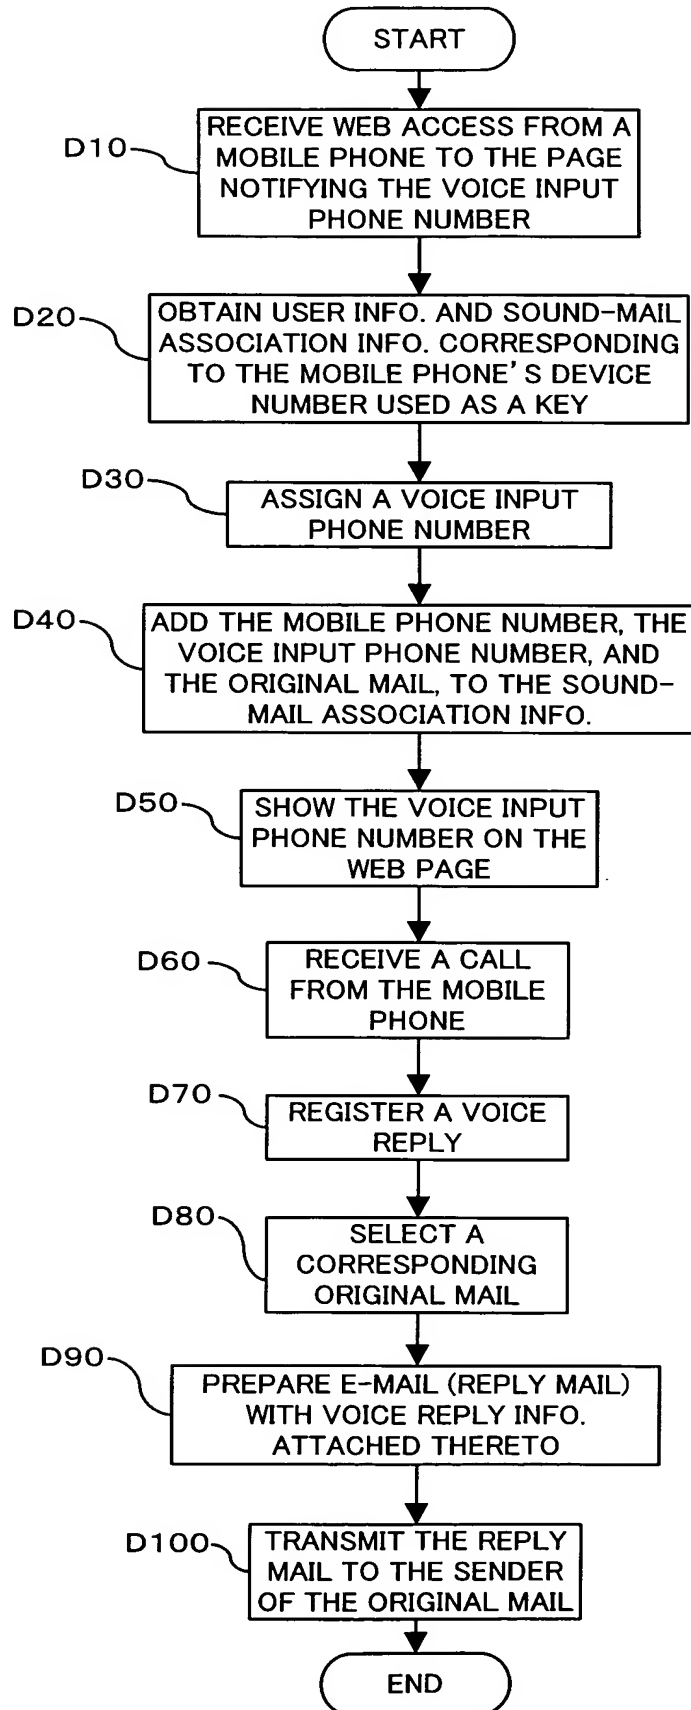 START
D10
RECEIVE WEB ACCESS FROM A
MOBILE PHONE TO THE PAGE
NOTIFYING THE VOICE INPUT
PHONE NUMBER
D20
OBTAIN USER INFO. AND SOUND-MAIL
ASSOCIATION INFO. CORRESPONDING
TO THE MOBILE PHONE'S DEVICE
NUMBER USED AS A KEY
D30
ASSIGN A VOICE INPUT
PHONE NUMBER
D40
ADD THE MOBILE PHONE NUMBER, THE
VOICE INPUT PHONE NUMBER, AND
THE ORIGINAL MAIL, TO THE SOUND-
MAIL ASSOCIATION INFO.
D50
SHOW THE VOICE INPUT
PHONE NUMBER ON THE
WEB PAGE
D60
RECEIVE A CALL
FROM THE MOBILE
PHONE
D70
REGISTER A VOICE
REPLY
D80
SELECT A
CORRESPONDING
ORIGINAL MAIL
D90
PREPARE E-MAIL (REPLY MAIL)
WITH VOICE REPLY INFO.
ATTACHED THERETO
D100
TRANSMIT THE REPLY
MAIL TO THE SENDER
OF THE ORIGINAL MAIL
END